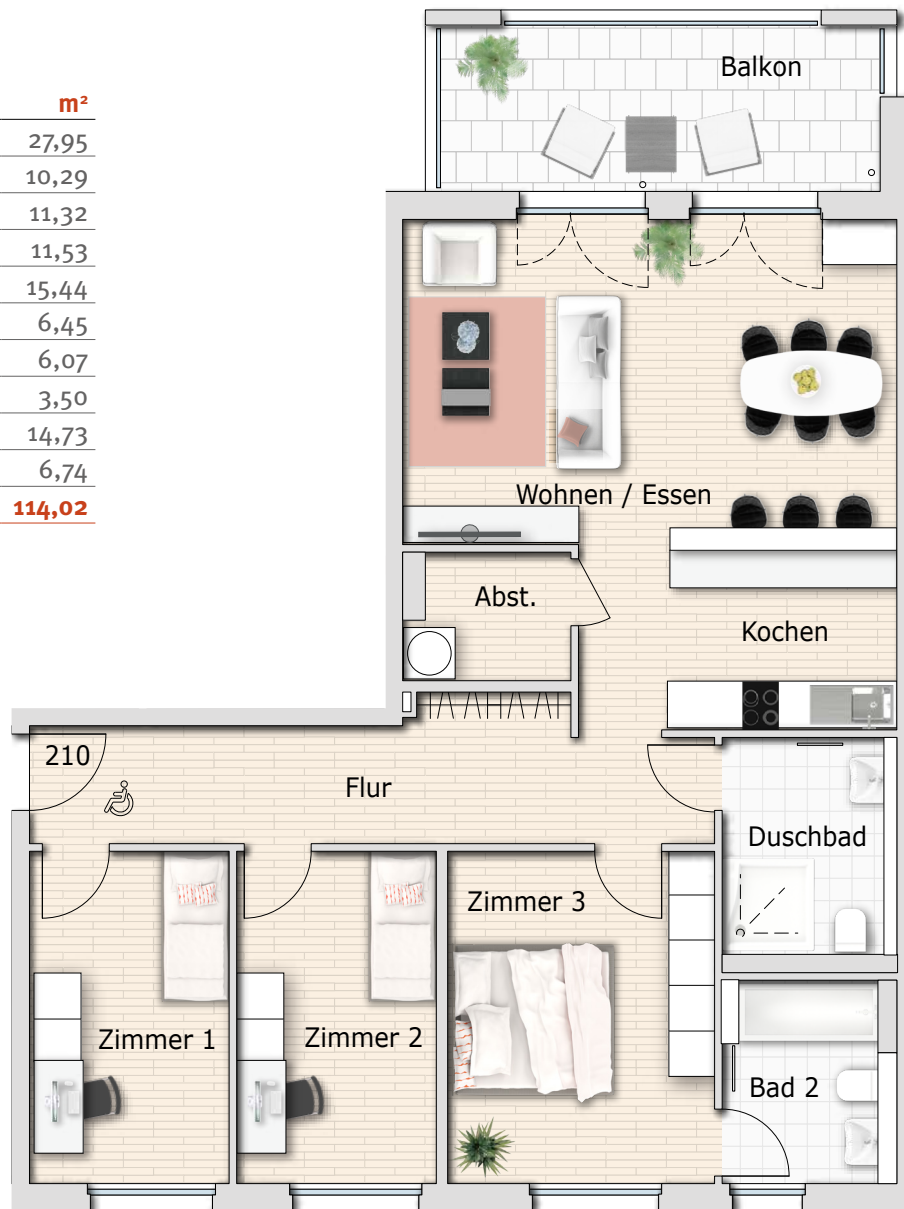 m²
27,95
10,29
11,32
11,53
15,44
6,45
6,07
3,50
14,73
6,74
114,02
Balkon
Wohnen / Essen
Abst.
Kochen
210
Flur
Duschbad
Zimmer 3
Zimmer 1
Zimmer 2
Bad 2